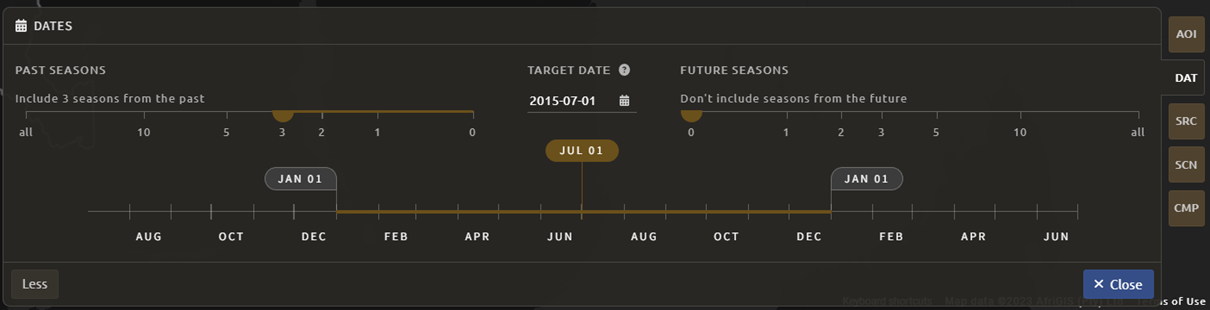 DATES
AOI
PAST SEASONS
TARGET DATE ?
FUTURE SEASONS
DAT
Include 3 seasons from the past
2015-07-01
Don't include seasons from the future
all 10 5 3 2 1 0
0 1 2 3 5 10 all
SRC
JUL 01
SCN
JAN 01
JAN 01
CMP
AUG OCT DEC FEB APR JUN AUG OCT DEC FEB APR JUN
Less
Close
Keyboard shortcuts Map data ©2023 AfriGIS (Pty) Ltd Terms of Use